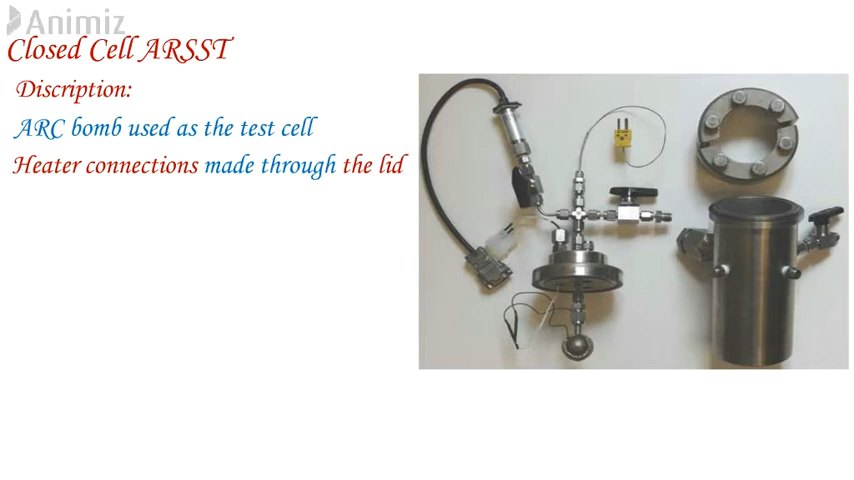 Animiz
Closed Cell ARSST
Discription:
ARC bomb used as the test cell
Heater connections made through the lid